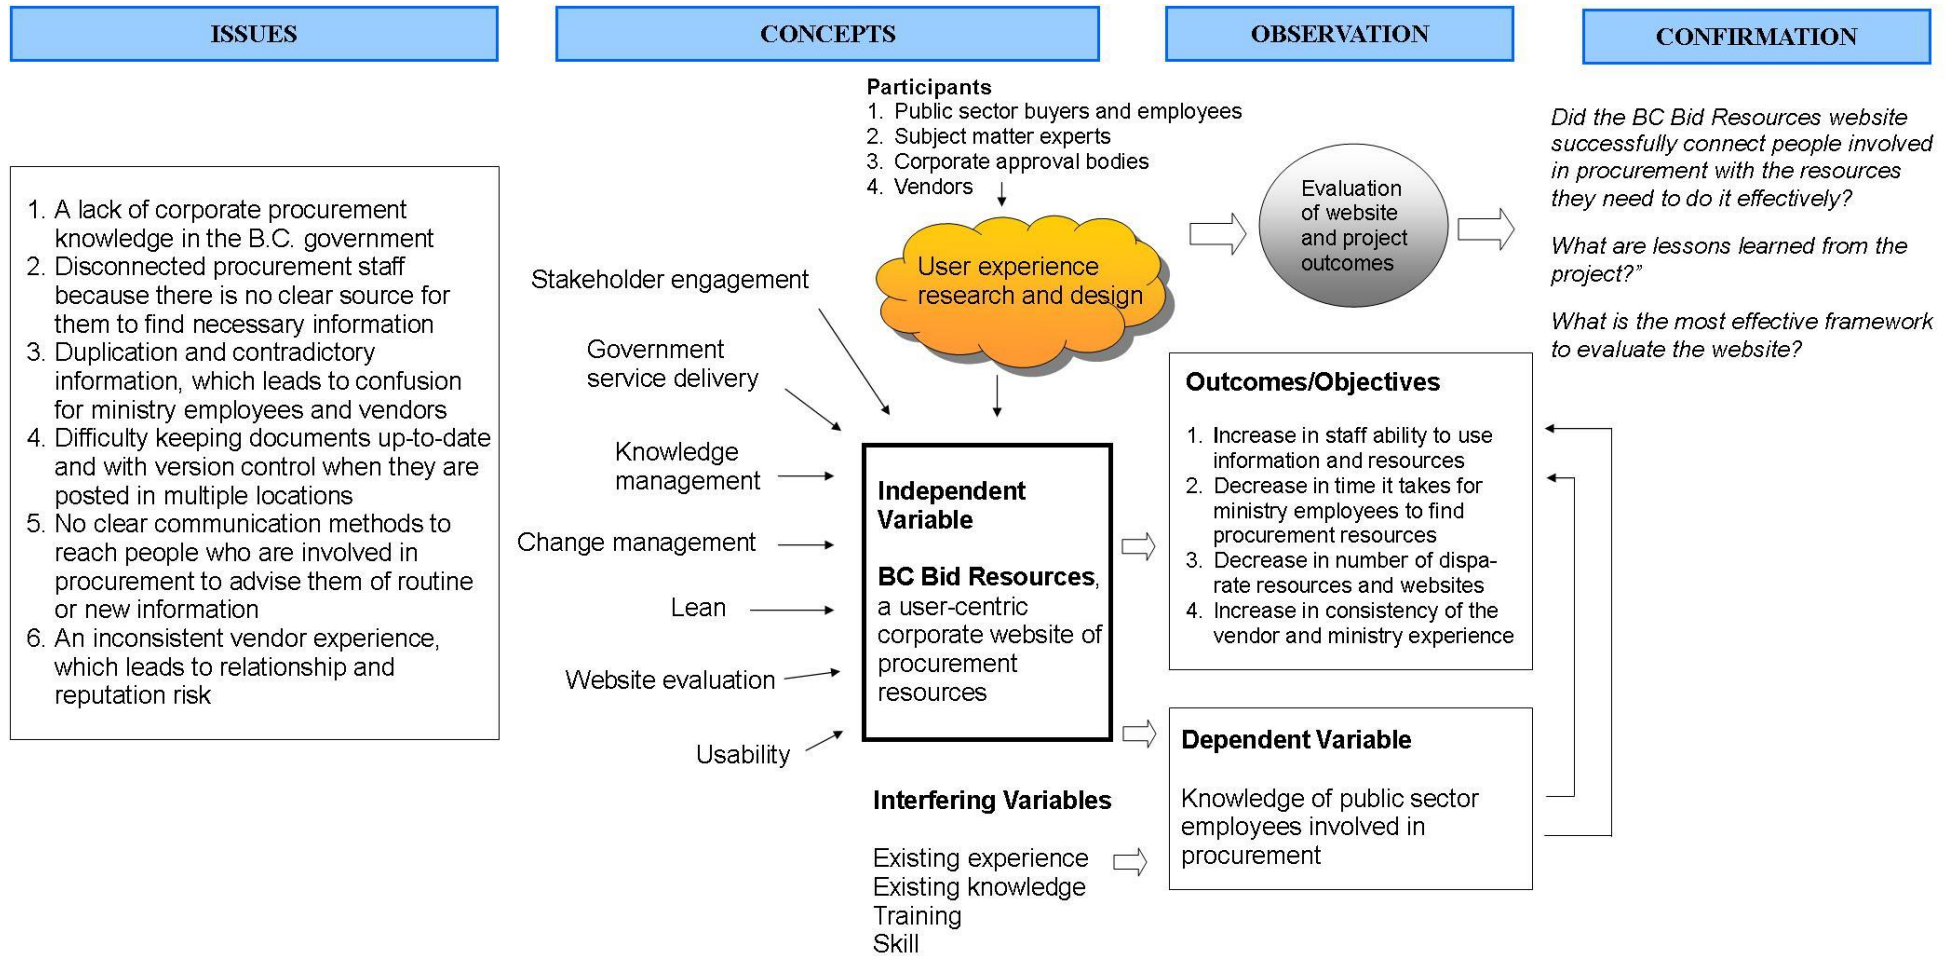 ISSUES
CONCEPTS
OBSERVATION
CONFIRMATION
1. A lack of corporate procurement
knowledge in the B.C. government
2. Disconnected procurement staff
because there is no clear source for
them to find necessary information
3. Duplication and contradictory
information, which leads to confusion
for ministry employees and vendors
4. Difficulty keeping documents up-to-date
and with version control when they are
posted in multiple locations
5. No clear communication methods to
reach people who are involved in
procurement to advise them of routine
or new information
6. An inconsistent vendor experience,
which leads to relationship and
reputation risk
Participants
1. Public sector buyers and employees
2. Subject matter experts
3. Corporate approval bodies
4. Vendors
User experience
research and design
Stakeholder engagement
Government
service delivery
Knowledge
management
Change management
Lean
Website evaluation
Usability
Independent
Variable
BC Bid Resources,
a user-centric
corporate website of
procurement
resources
Interfering Variables
Existing experience
Existing knowledge
Training
Skill
Evaluation
of website
and project
outcomes
Outcomes/Objectives
1. Increase in staff ability to use
information and resources
2. Decrease in time it takes for
ministry employees to find
procurement resources
3. Decrease in number of dispa-
rate resources and websites
4. Increase in consistency of the
vendor and ministry experience
Dependent Variable
Knowledge of public sector
employees involved in
procurement
Did the BC Bid Resources website
successfully connect people involved
in procurement with the resources
they need to do it effectively?
What are lessons learned from the
project?”
What is the most effective framework
to evaluate the website?